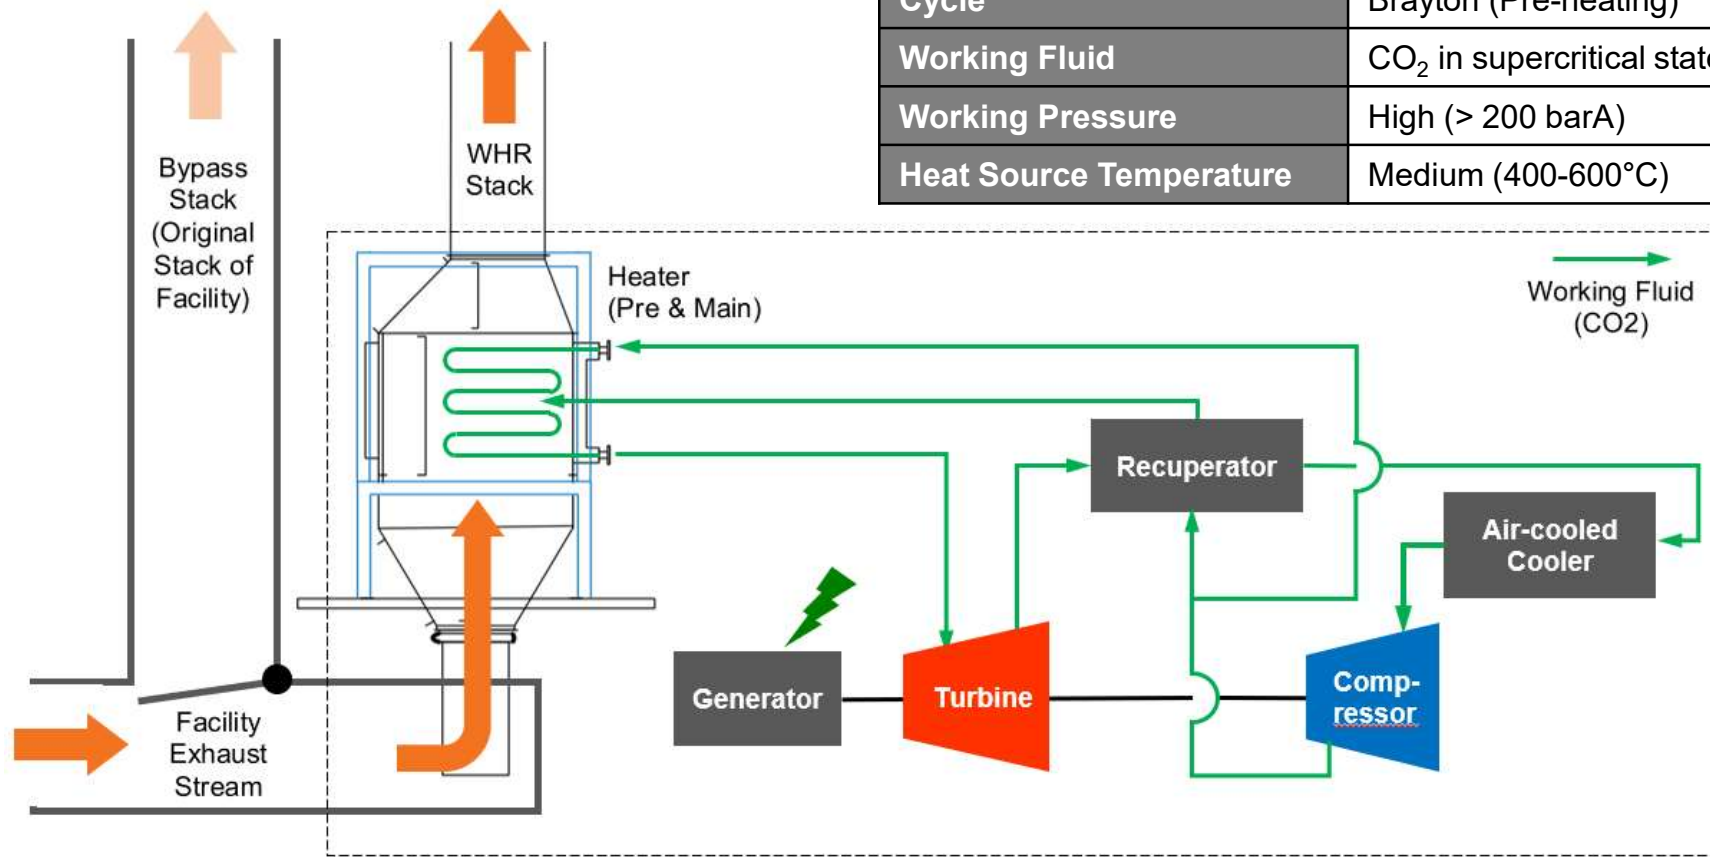 Cycle Brayton (Pre-heating)
Working Fluid CO2 in supercritical state
Working Pressure High (> 200 barA)
Heat Source Temperature Medium (400-600°C)
Bypass
Stack
(Original
Stack of
Facility)
WHR
Stack
Heater
(Pre & Main)
Working Fluid
(CO2)
Recuperator
Air-cooled
Cooler
Generator
Turbine
Comp-
ressor
Facility
Exhaust
Stream